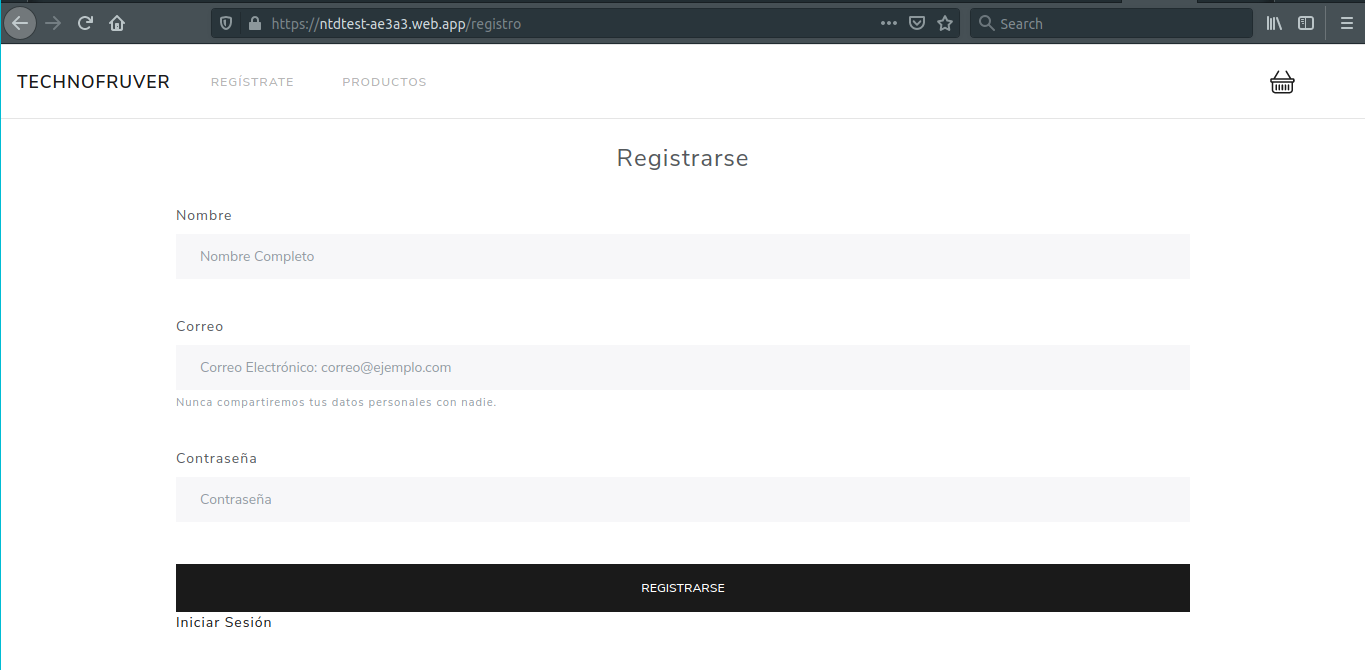 https://ntdtest-ae3a3.web.app/registro
Search
TECHNOFRUVER REGÍSTRATE PRODUCTOS
Registrarse
Nombre
Nombre Completo
Correo
Correo Electrónico: correo@ejemplo.com
Nunca compartiremos tus datos personales con nadie.
Contraseña
Contraseña
REGISTRARSE
Iniciar Sesión